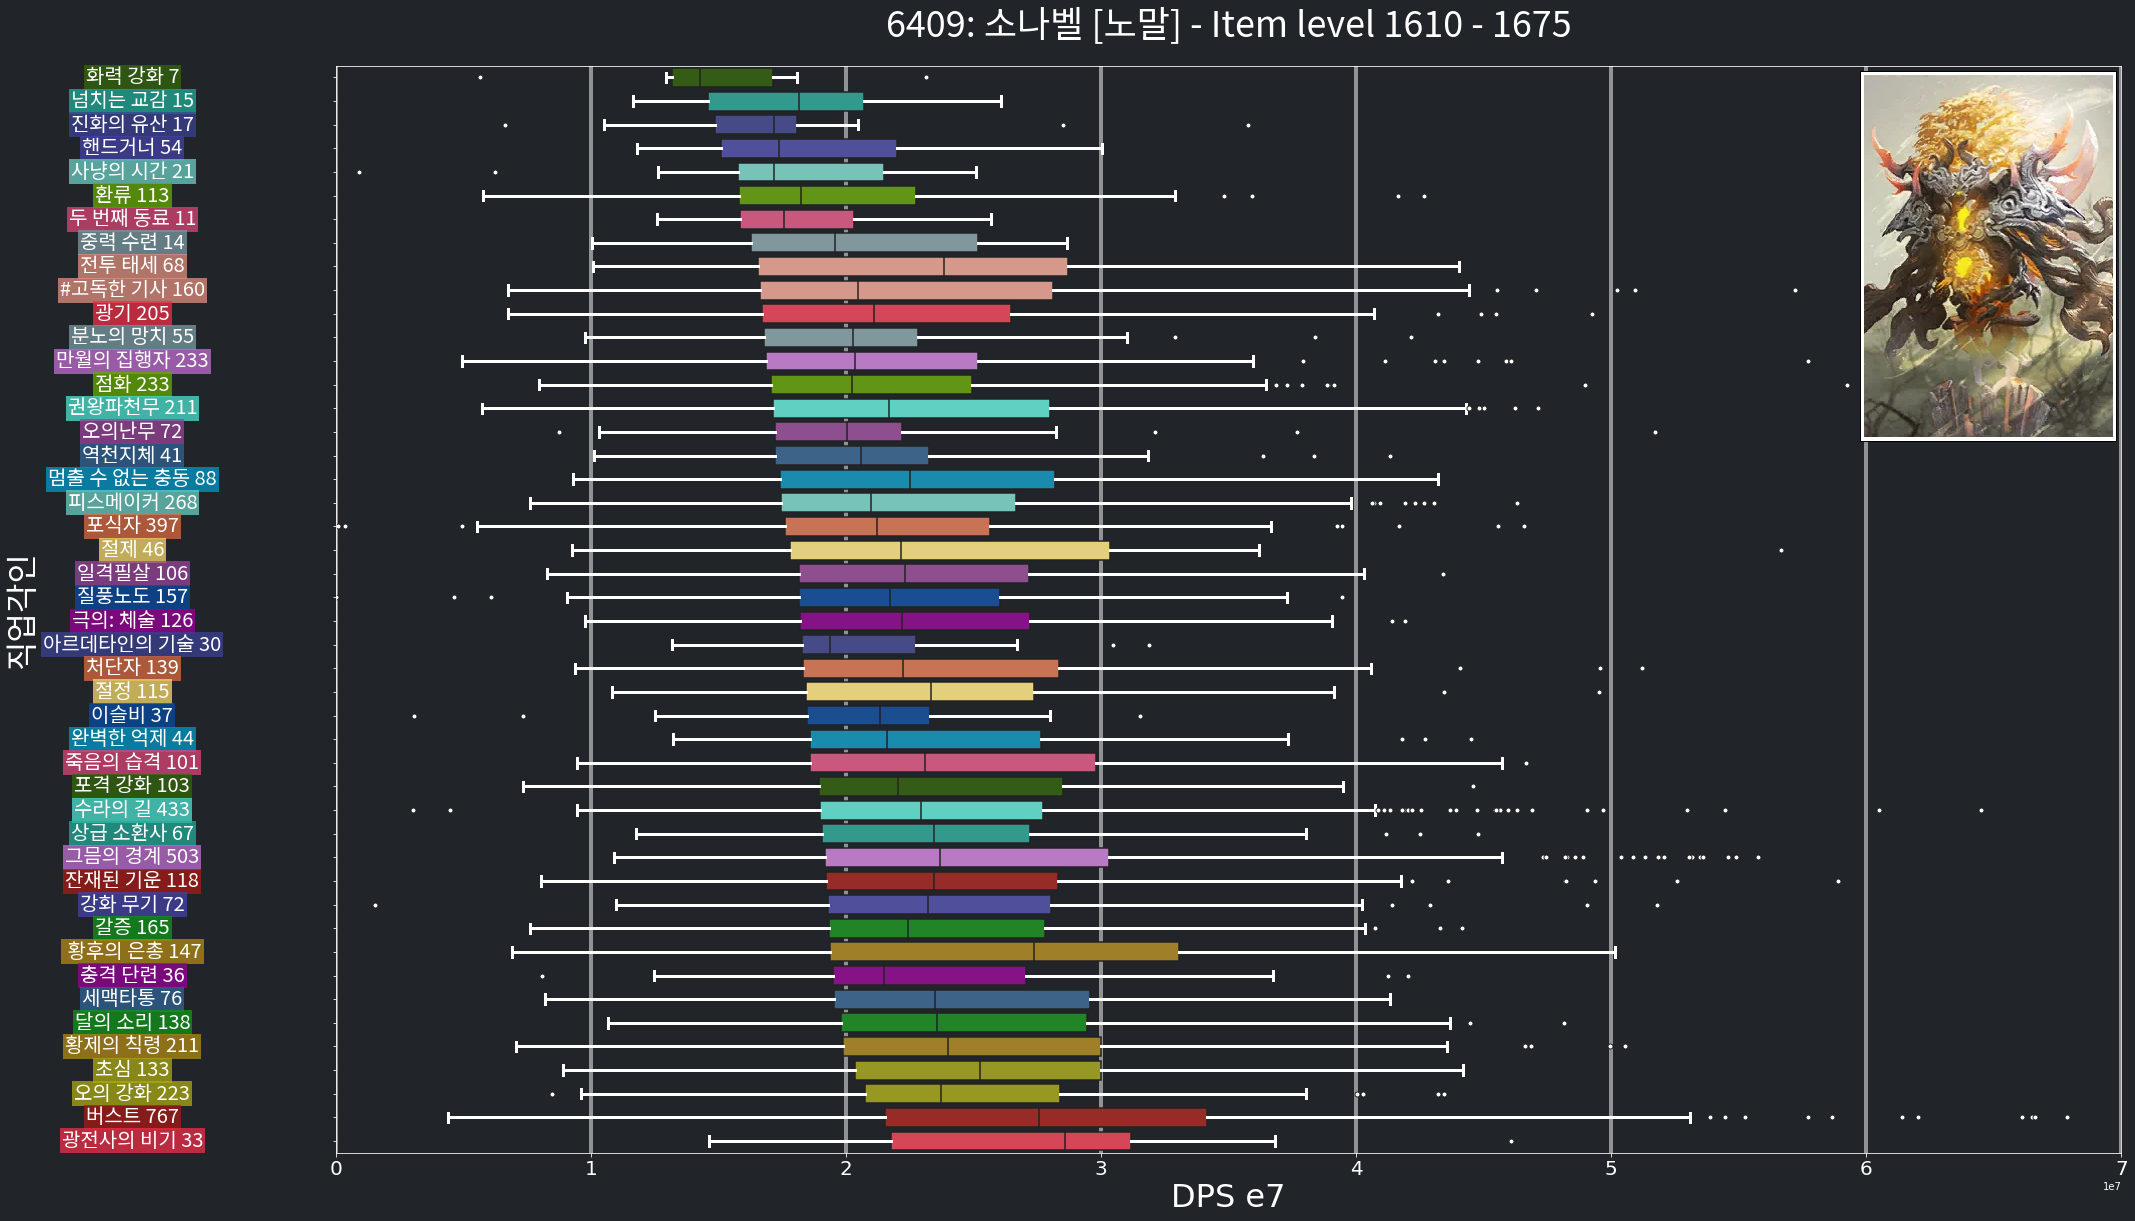 6409: 소나벨 [노말] - Item level 1610 - 1675
직업각인
화력 강화 7
넘치는 교감 15
진화의 유산 17
핸드거너 54
사냥의 시간 21
환류 113
두 번째 동료 11
중력 수련 14
전투 태세 68
#고독한 기사 160
광기 205
분노의 망치 55
만월의 집행자 233
점화 233
권왕파천무 211
오의난무 72
역천지체 41
멈출 수 없는 충동 88
피스메이커 268
포식자 397
절제 46
일격필살 106
질풍노도 157
극의: 체술 126
아르데타인의 기술 30
처단자 139
절정 115
이슬비 37
완벽한 억제 44
죽음의 습격 101
포격 강화 103
수라의 길 433
상급 소환사 67
그믐의 경계 503
잔재된 기운 118
강화 무기 72
갈증 165
황후의 은총 147
충격 단련 36
세맥타통 76
달의 소리 138
황제의 칙령 211
초심 133
오의 강화 223
버스트 767
광전사의 비기 33
0 1 2 3 4 5 6 7
1e7
DPS e7